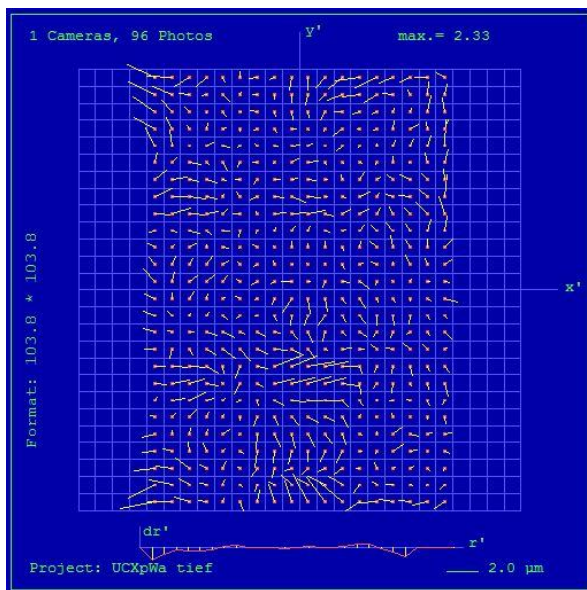 1 Cameras, 96 Photos
y'
max.= 2.33
x'
Format: 103.8 * 103.8
dr'
r'
Project: UCXpWa tief
2.0 µm